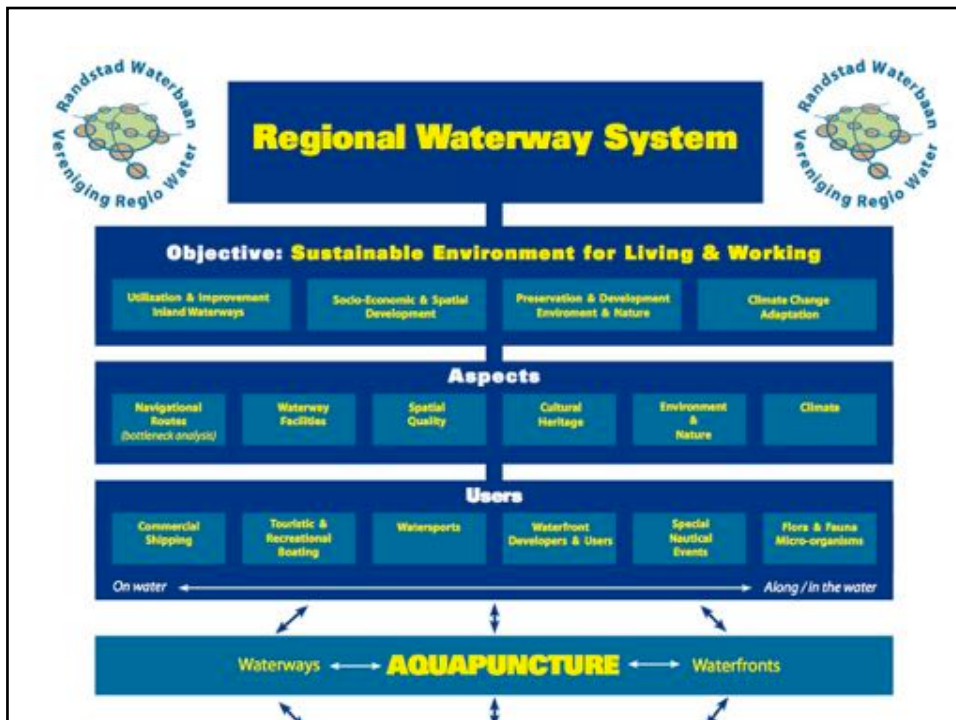 Randstad Waterbaan
Vereniging Regio Water
Regional Waterway System
Randstad Waterbaan
Vereniging Regio Water
Objective: Sustainable Environment for Living & Working
Utilization & Improvement
Inland Waterways
Socio-Economic & Spatial
Development
Preservation & Development
Enviroment & Nature
Climate Change
Adaptation
Aspects
Navigational
Routes
(bottleneck analysis)
Waterway
Facilities
Spatial
Quality
Cultural
Heritage
Environment
&
Nature
Climate
Users
Commercial
Shipping
Touristic &
Recreational
Boating
Watersports
Waterfront
Developers & Users
Special
Nautical
Events
Flora & Fauna
Micro-organisms
On water
Along / In the water
Waterways
AQUAPUNCTURE
Waterfronts